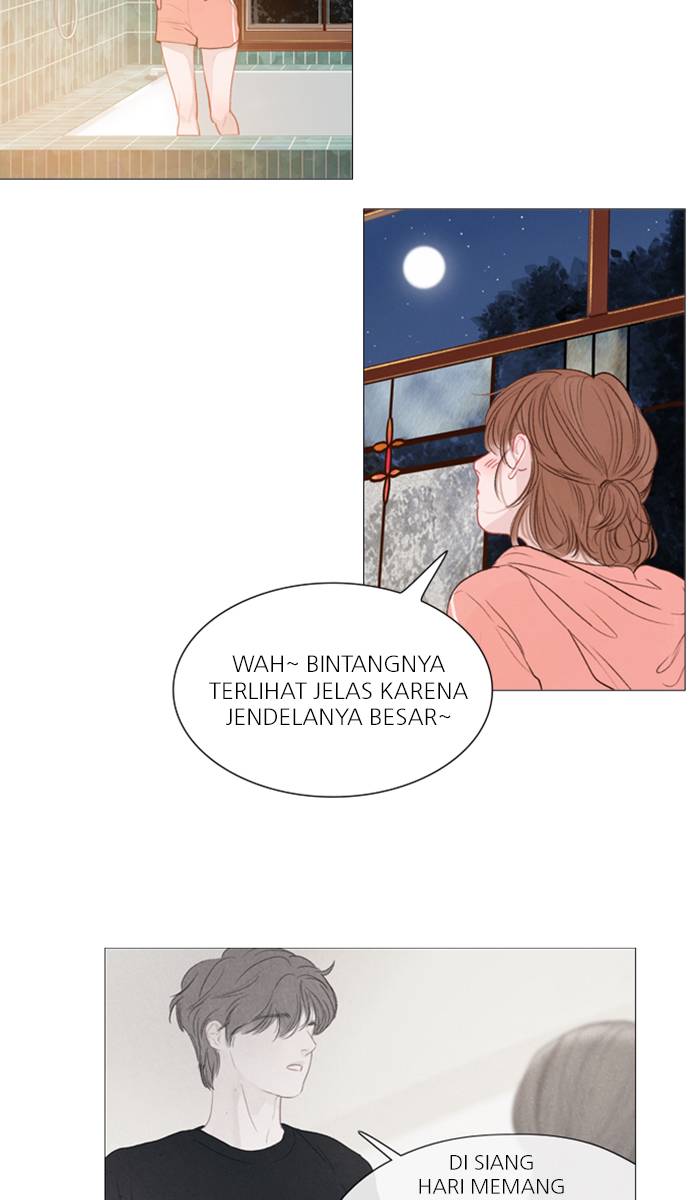 WAH~ BINTANGNYA
TERLIHAT JELAS KARENA
JENDELANYA BESAR~
DI SIANG
HARI MEMANG